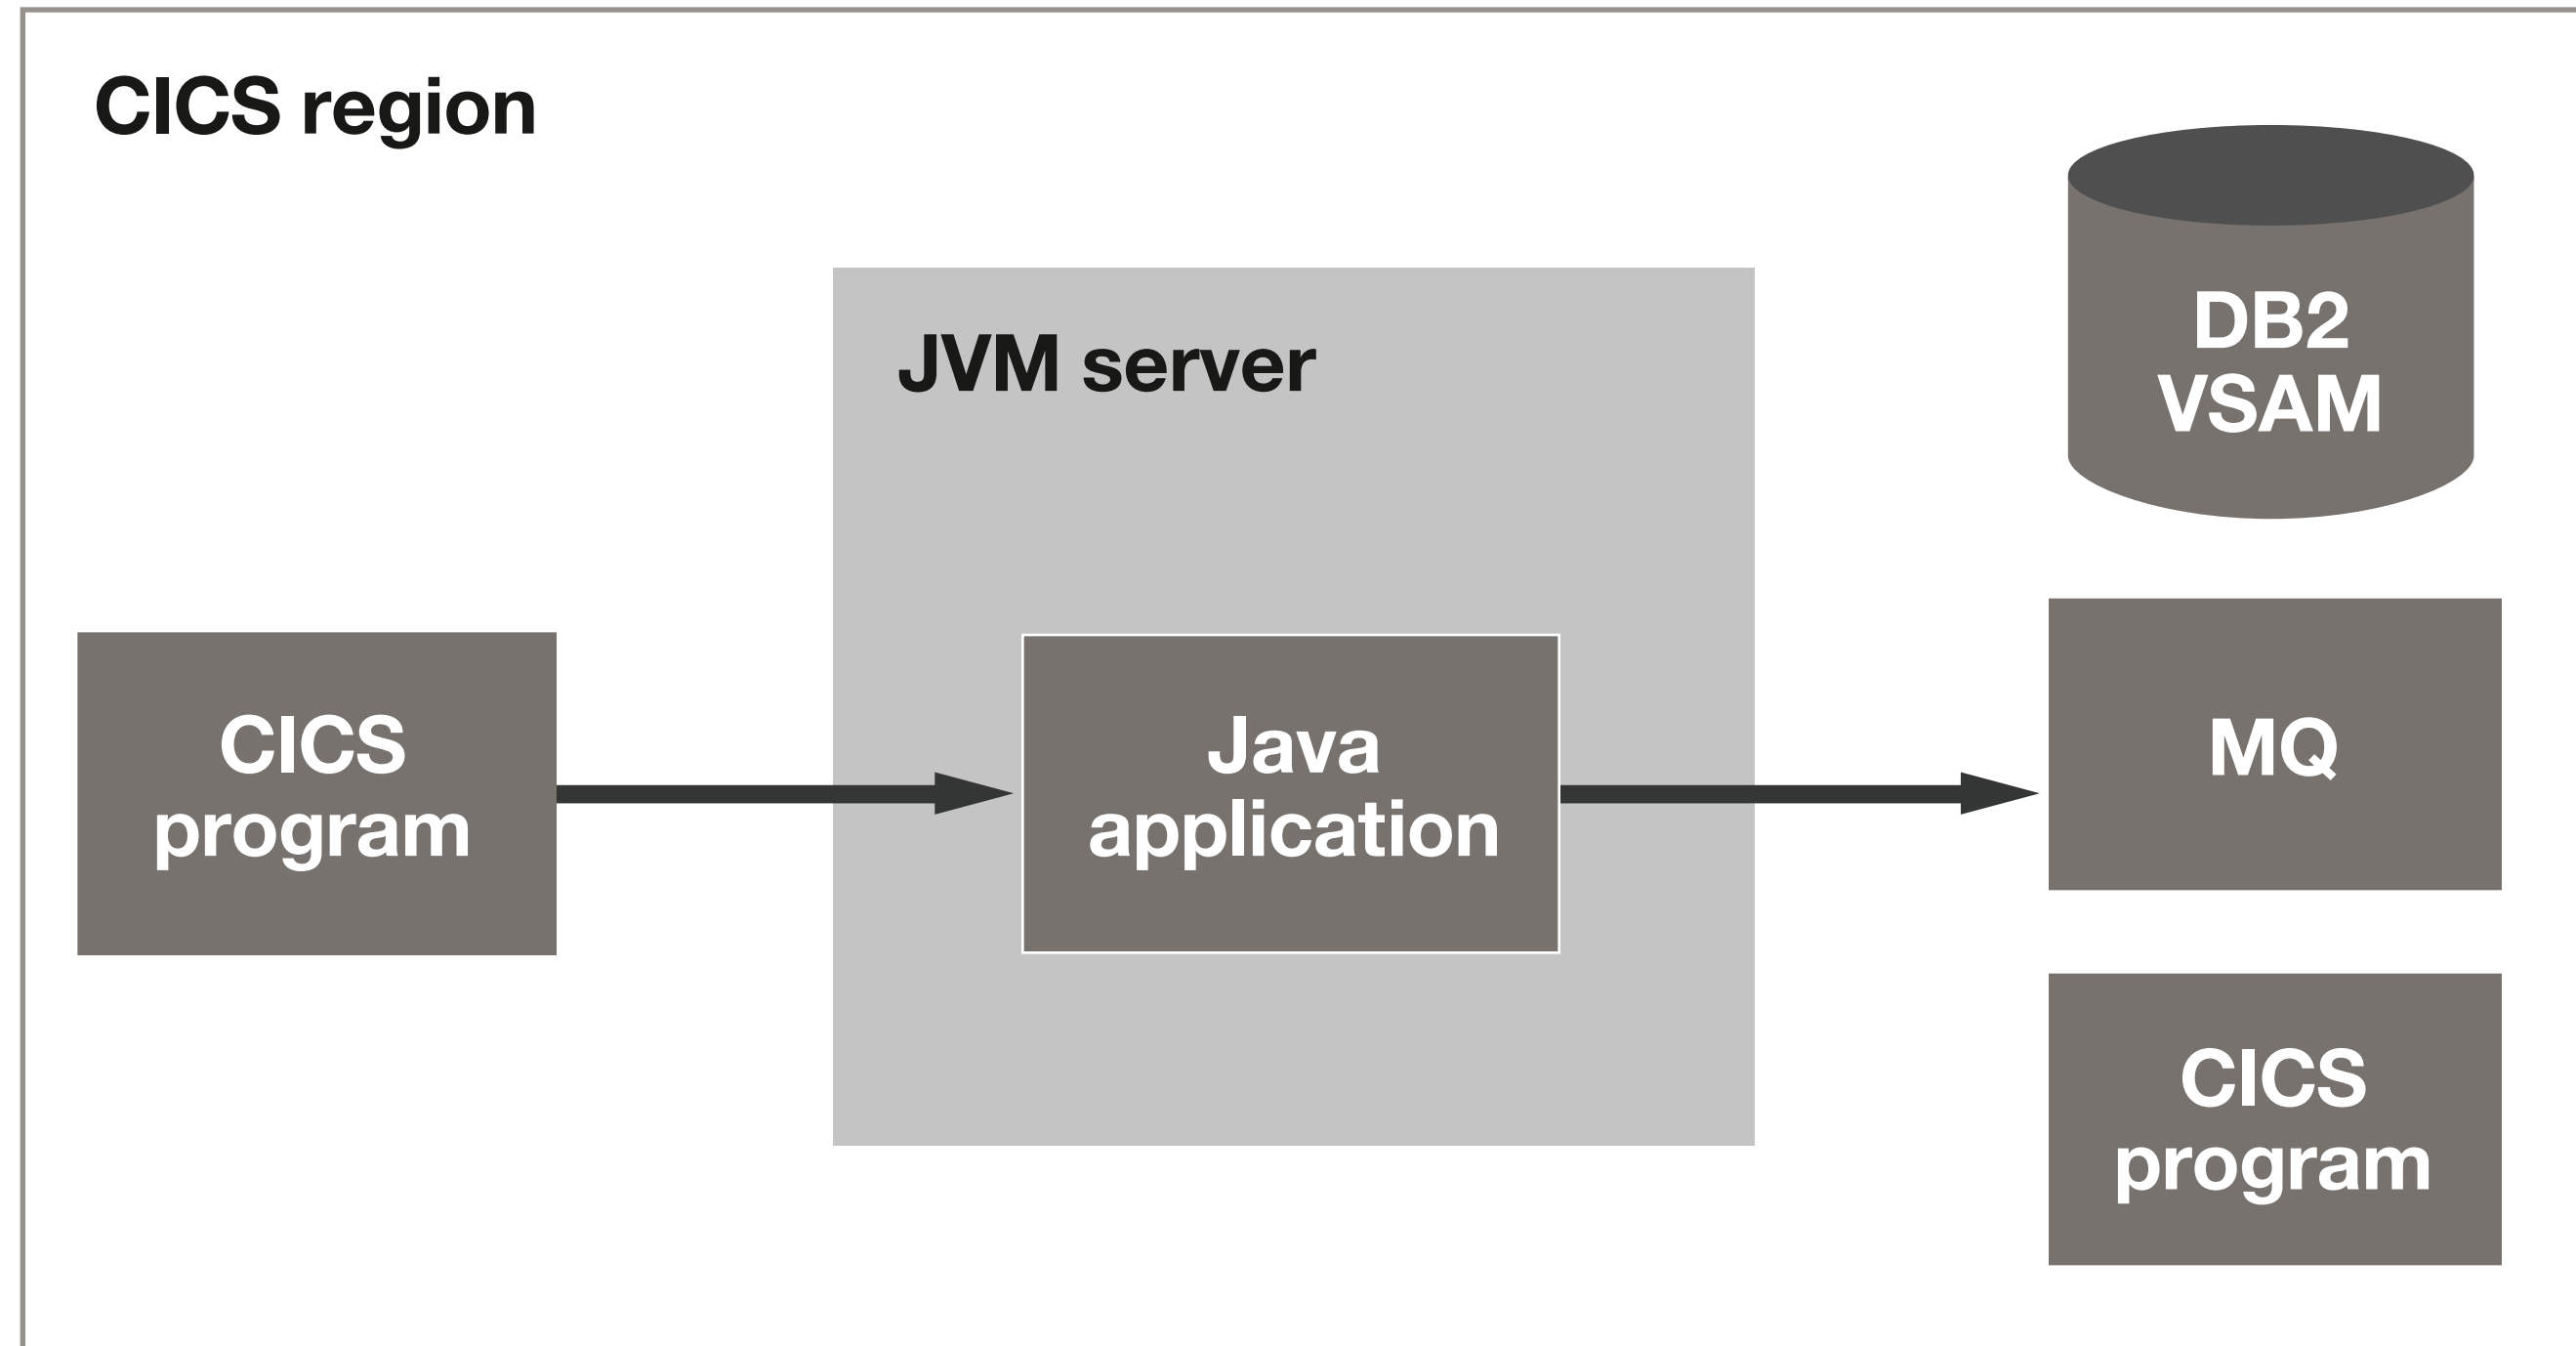 CICS region
JVM server
CICS
program
Java
application
DB2
VSAM
MQ
CICS
program